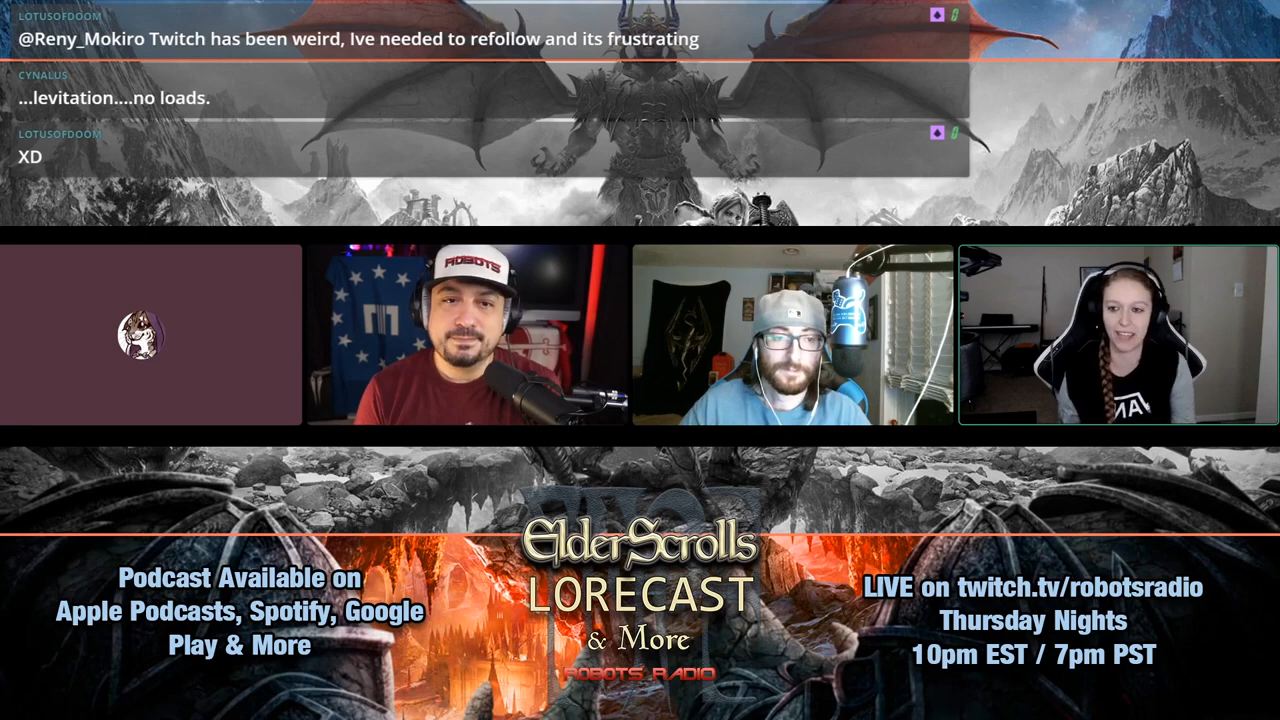 LOTUSOFDOOM
@Reny_Mokiro Twitch has been weird, Ive needed to refollow and its frustrating
CYNALUS
...levitation....no loads.
LOTUSOFDOOM
XD
ROBOTS
Elder Scrolls
LORECAST
& More
ROBOTS RADIO
Podcast Available on
Apple Podcasts, Spotify, Google
Play & More
LIVE on twitch.tv/robotsradio
Thursday Nights
10pm EST / 7pm PST